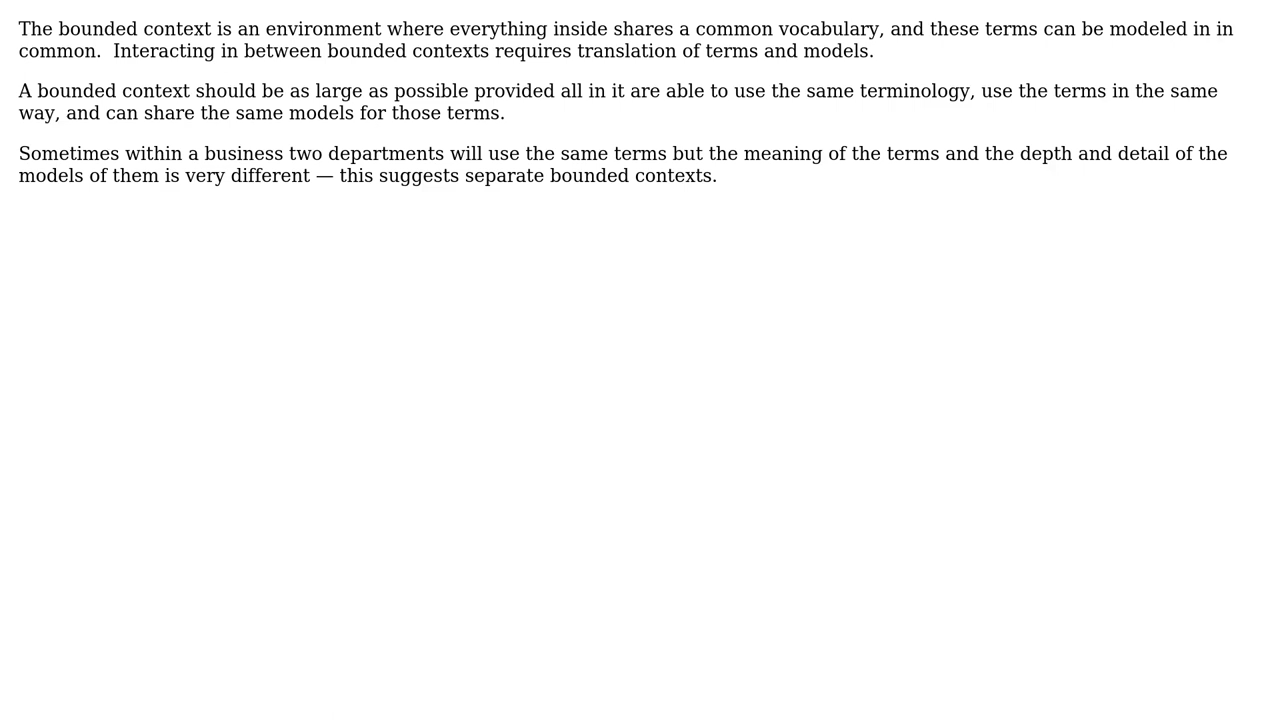 The bounded context is an environment where everything inside shares a common vocabulary, and these terms can be modeled in in
common.  Interacting in between bounded contexts requires translation of terms and models.
A bounded context should be as large as possible provided all in it are able to use the same terminology, use the terms in the same
way, and can share the same models for those terms.
Sometimes within a business two departments will use the same terms but the meaning of the terms and the depth and detail of the
models of them is very different — this suggests separate bounded contexts.